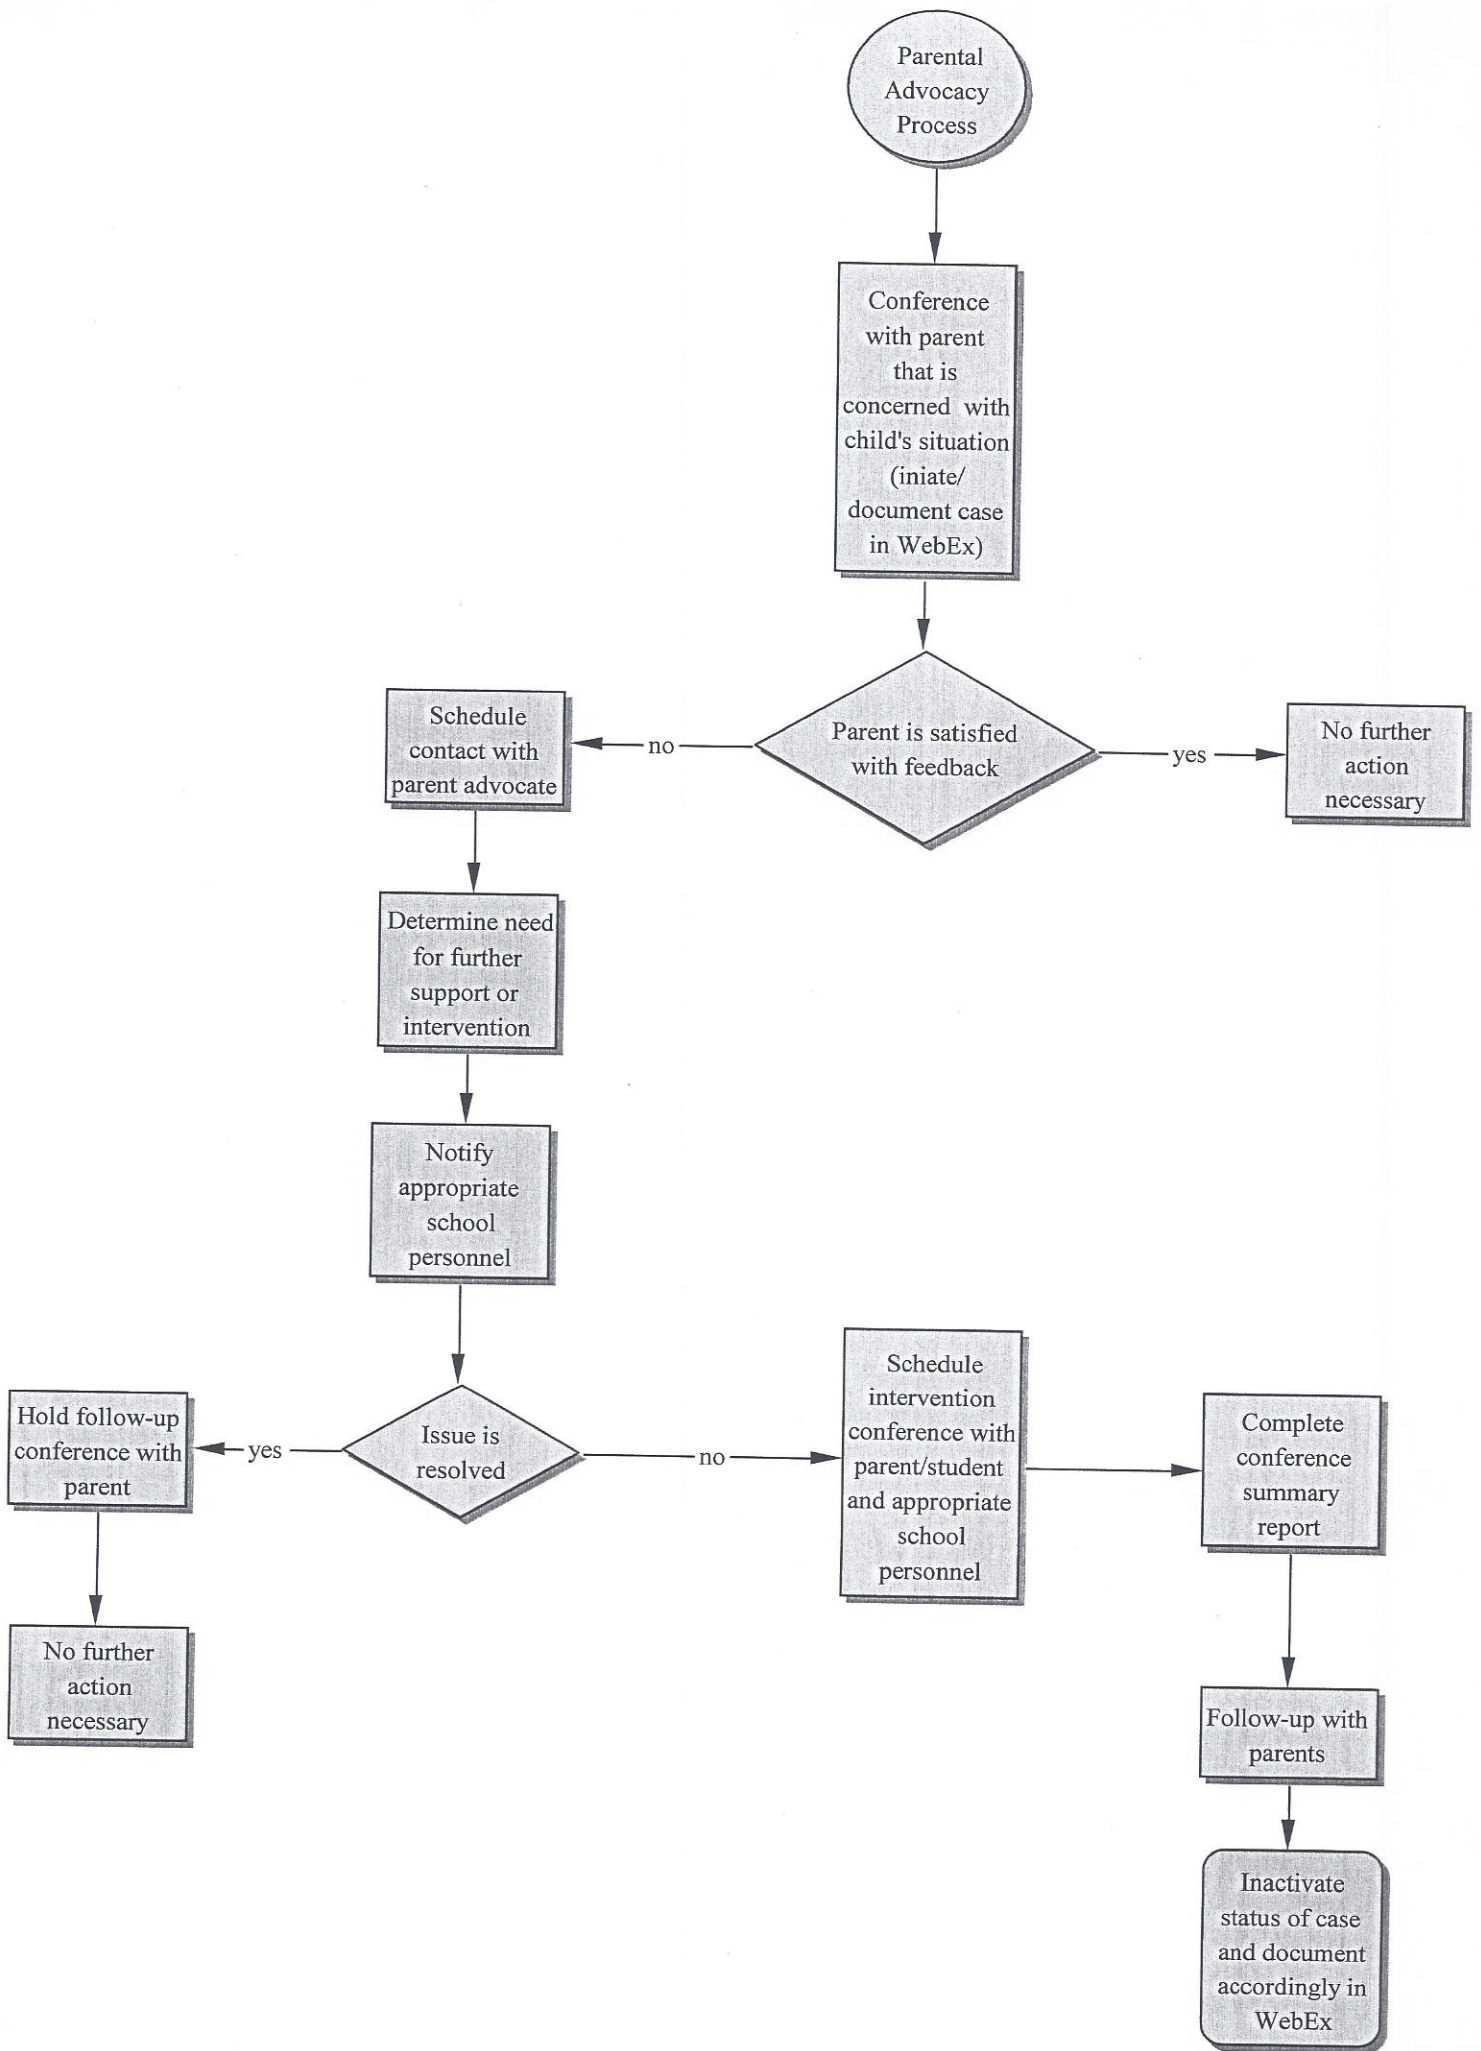 Parental
Advocacy
Process
Conference
with parent
that is
concerned with
child's situation
(iniate/
document case
in WebEx)
Parent is satisfied
with feedback
no
yes
Schedule
contact with
parent advocate
No further
action
necessary
Determine need
for further
support or
intervention
Notify
appropriate
school
personnel
Issue is
resolved
yes
no
Hold follow-up
conference with
parent
No further
action
necessary
Schedule
intervention
conference with
parent/student
and appropriate
school
personnel
Complete
conference
summary
report
Follow-up with
parents
Inactivate
status of case
and document
accordingly in
WebEx